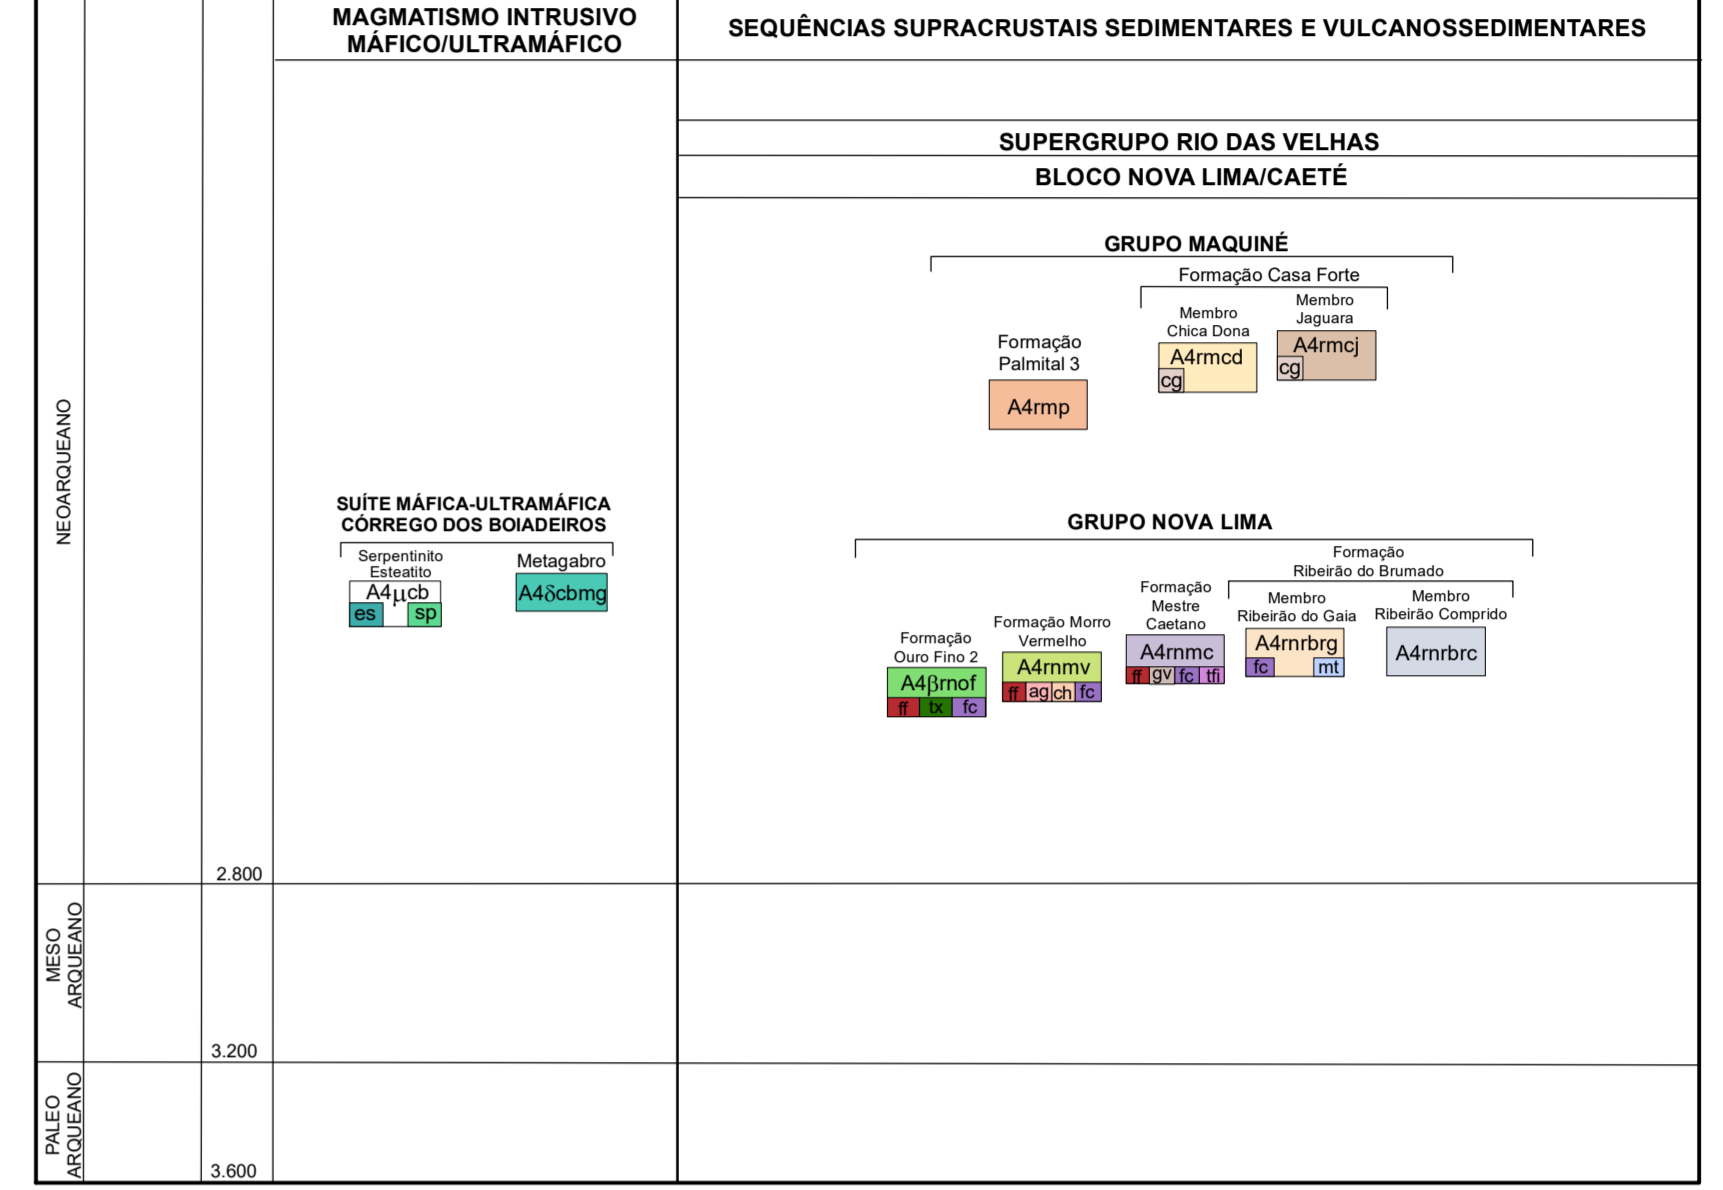 MAGMATISMO INTRUSIVO
MÁFICO/ULTRAMÁFICO
SEQUÊNCIAS SUPRACRUSTAIS SEDIMENTARES E VULCANOSSEDIMENTARES
SUPERGRUPO RIO DAS VELHAS
BLOCO NOVA LIMA/CAETÉ
GRUPO MAQUINÉ
Formação Casa Forte
Membro
Chica Dona
A4rmcd
cg
Membro
Jaguara
A4rmcj
cg
Formação
Palmital 3
A4rmp
NEOARQUEANO
SUÍTE MÁFICA-ULTRAMÁFICA
CÓRREGO DOS BOIADEIROS
Serpentinito
Esteatito
A4μcb
es sp
Metagabro
A4δcbmg
GRUPO NOVA LIMA
Formação
Ouro Fino 2
A4βrnof
ff tx fc
Formação Morro
Vermelho
A4rnmv
ff ag ch fc
Formação
Mestre
Caetano
A4rnmc
ff gv fc tfi
Formação
Ribeirão do Brumado
Membro
Ribeirão do Gaia
A4rnrbrg
fc mt
Membro
Ribeirão Comprido
A4rnrbrc
2.800
MESO
ARQUEANO
3.200
PALEO
ARQUEANO
3.600